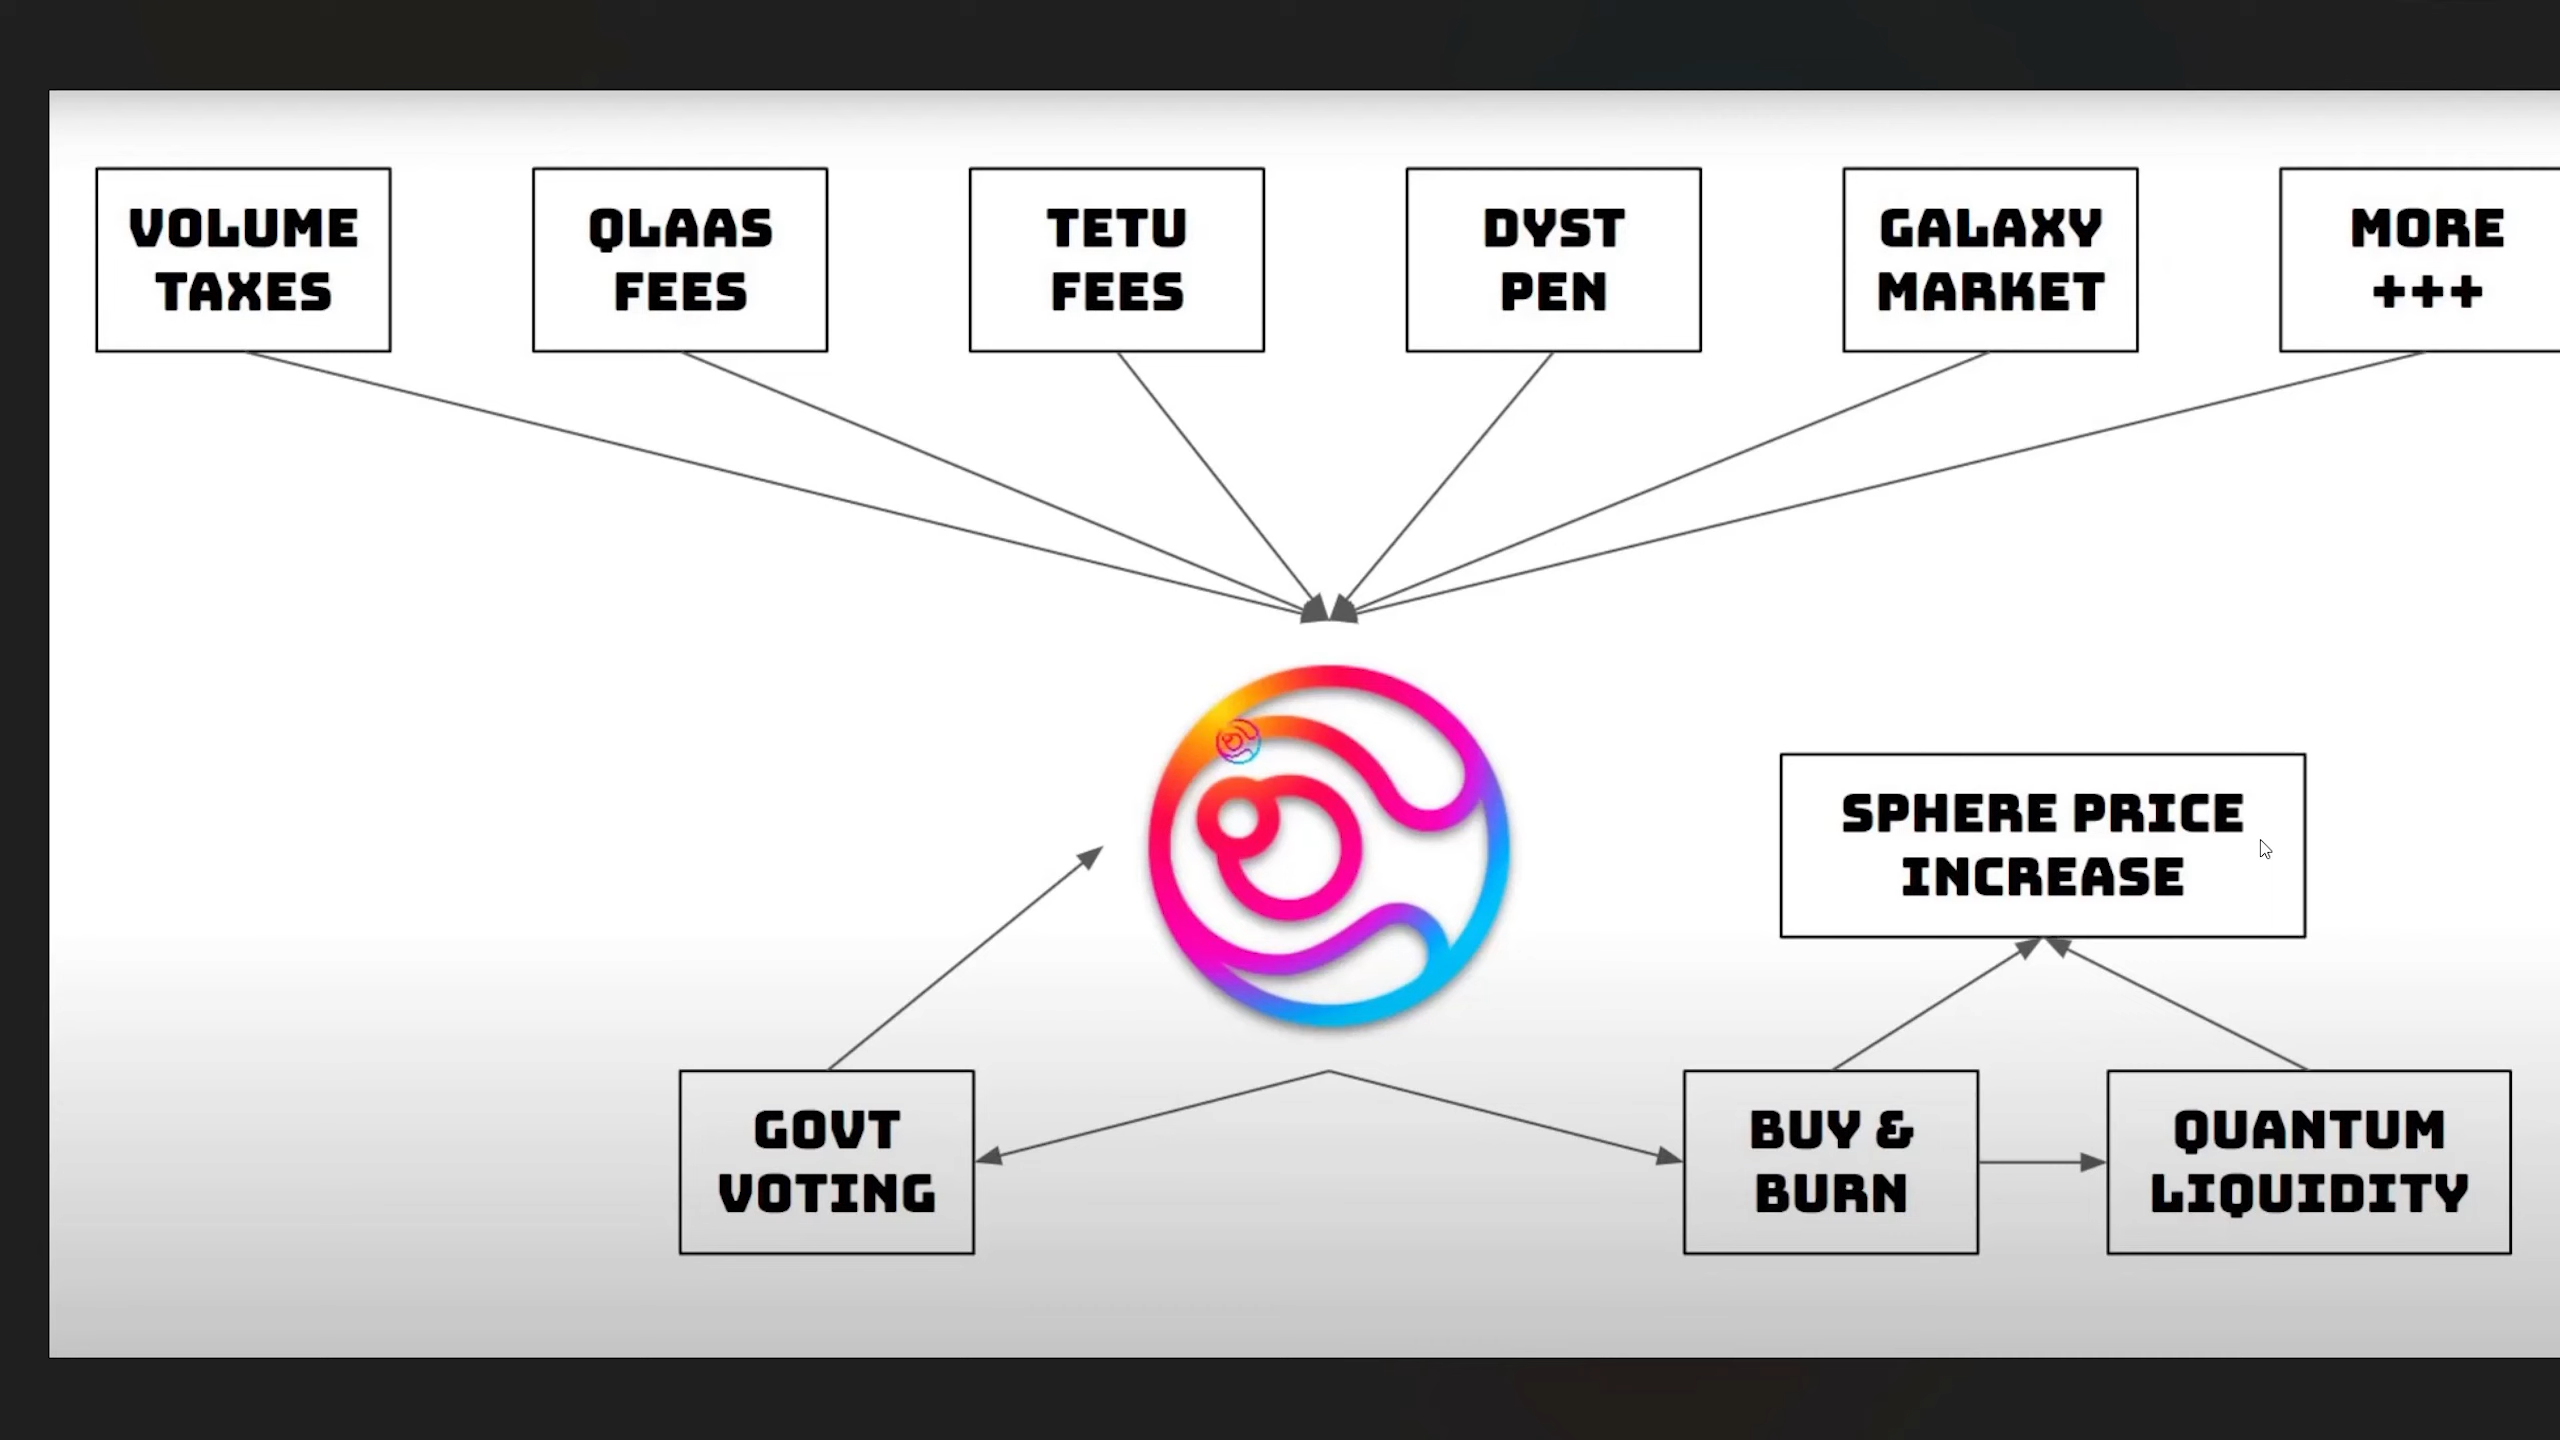 VOLUME
TAXES
QLAAS
FEES
TETU
FEES
DYST
PEN
GALAXY
MARKET
MORE
+++
SPHERE PRICE
INCREASE
GOVT
VOTING
BUY &
BURN
QUANTUM
LIQUIDITY